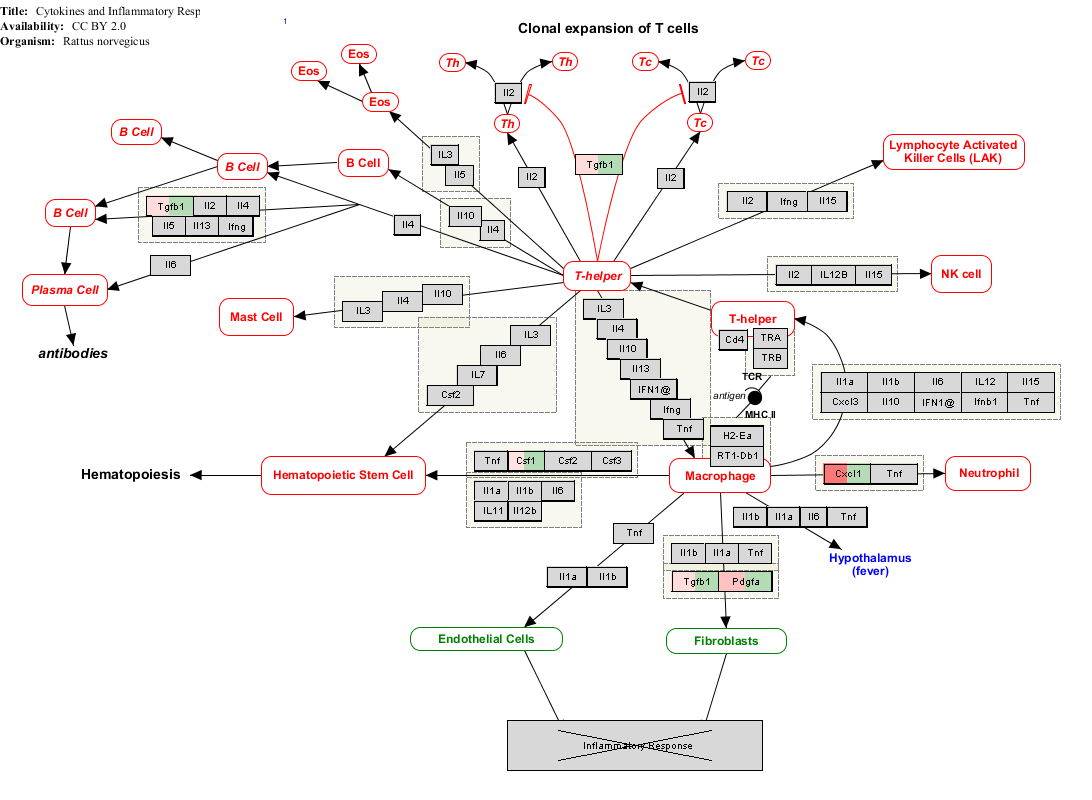 Title: Cytokines and Inflammatory Resp
Availability: CC BY 2.0
Organism: Rattus norvegicus
1
Clonal expansion of T cells
Eos
Eos
Eos
Th
Th
Tc
Tc
Il2
Il2
Th
Tc
B Cell
B Cell
B Cell
IL3
Il5
Tgfb1
Il2
Il2
Lymphocyte Activated
Killer Cells (LAK)
B Cell
Tgfb1 Il2 Il4
Il5 Il13 Ifng
Il4
Il10
Il4
Il2 Ifng Il15
Il6
Plasma Cell
T-helper
Il2 IL12B Il15
NK cell
antibodies
Mast Cell
IL3
Il4
Il10
IL3
Il6
IL7
Csf2
IL3
Il4
Il10
Il13
IFN1@
Ifng
Tnf
T-helper
Cd4
TRA
TRB
TCR
antigen
MHC II
H2-Ea
RT1-Db1
Il1a Il1b Il6 IL12 Il15
Cxcl3 Il10 IFN1@ Ifnb1 Tnf
Hematopoiesis
Hematopoietic Stem Cell
Tnf Csf1 Csf2 Csf3
Il1a Il1b Il6
IL11 Il12b
Macrophage
Cxcl1 Tnf
Neutrophil
Il1b Il1a Il6 Tnf
Hypothalamus
(fever)
Tnf
Il1a Il1b
Il1b Il1a Tnf
Tgfb1 Pdgfa
Endothelial Cells
Fibroblasts
Inflammatory Response